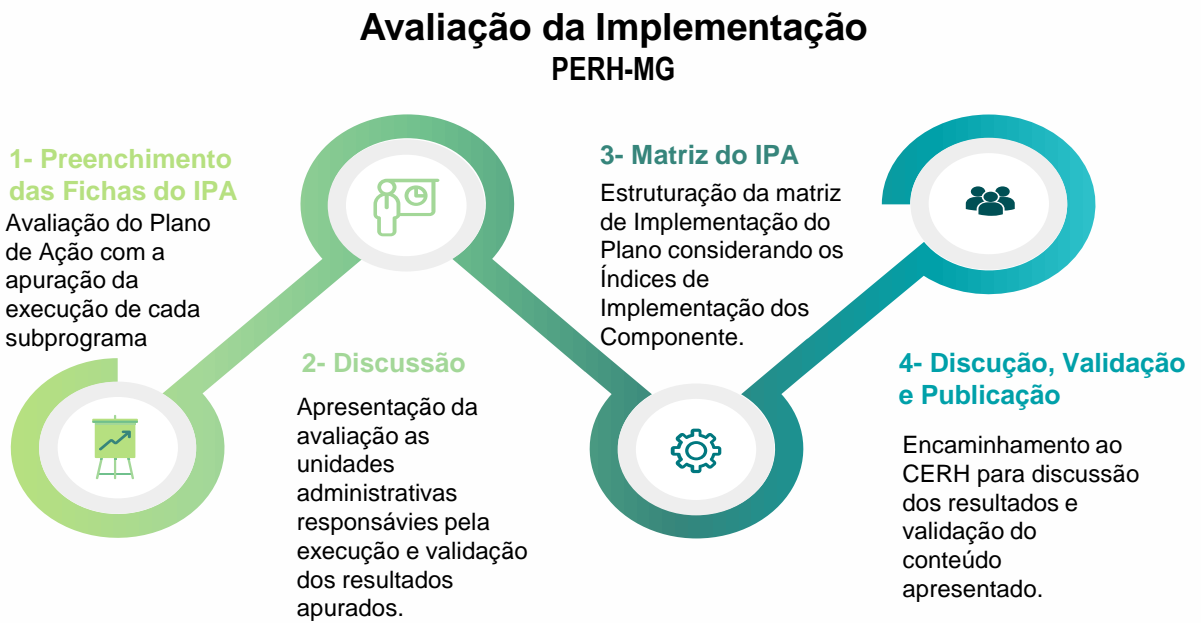 Avaliação da Implementação
PERH-MG
1- Preenchimento
das Fichas do IPA
Avaliação do Plano
de Ação com a
apuração da
execução de cada
subprograma
2- Discussão
Apresentação da
avaliação as
unidades
administrativas
responsávies pela
execução e validação
dos resultados
apurados.
3- Matriz do IPA
Estruturação da matriz
de Implementação do
Plano considerando os
Índices de
Implementação dos
Componente.
4- Discução, Validação
e Publicação
Encaminhamento ao
CERH para discussão
dos resultados e
validação do
conteúdo
apresentado.